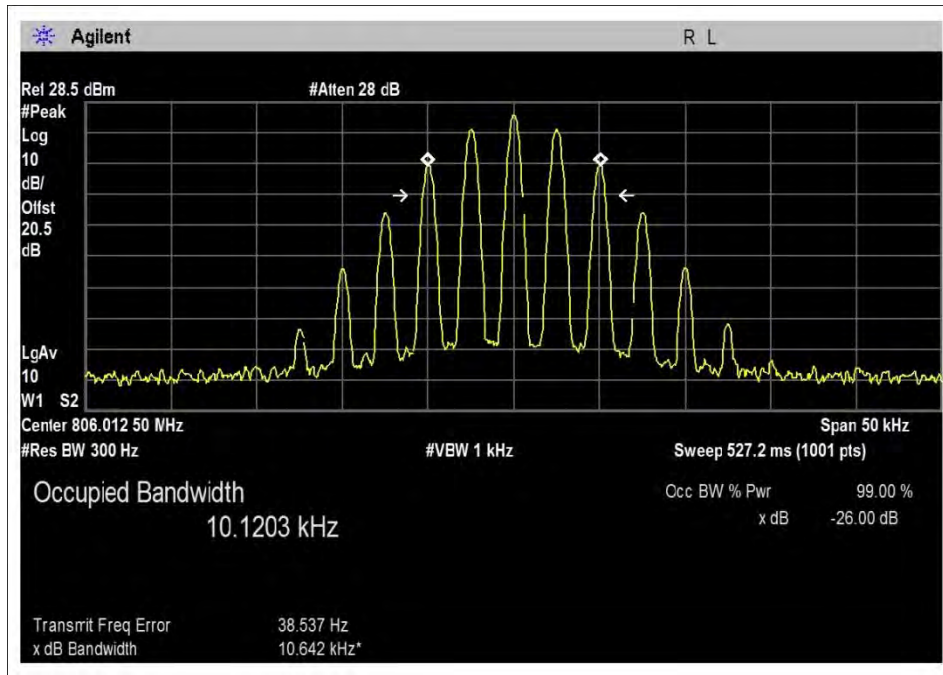 Agilent
R L
Ref 28.5 dBm
#Atten 28 dB
#Peak
Log
10
dB/
Offst
20.5
dB
LgAv
10
W1 S2
Center 806.012 50 MHz
Span 50 kHz
#Res BW 300 Hz
#VBW 1 kHz
Sweep 527.2 ms (1001 pts)
Occupied Bandwidth
10.1203 kHz
Occ BW % Pwr 99.00 %
x dB -26.00 dB
Transmit Freq Error 38.537 Hz
x dB Bandwidth 10.642 kHz*